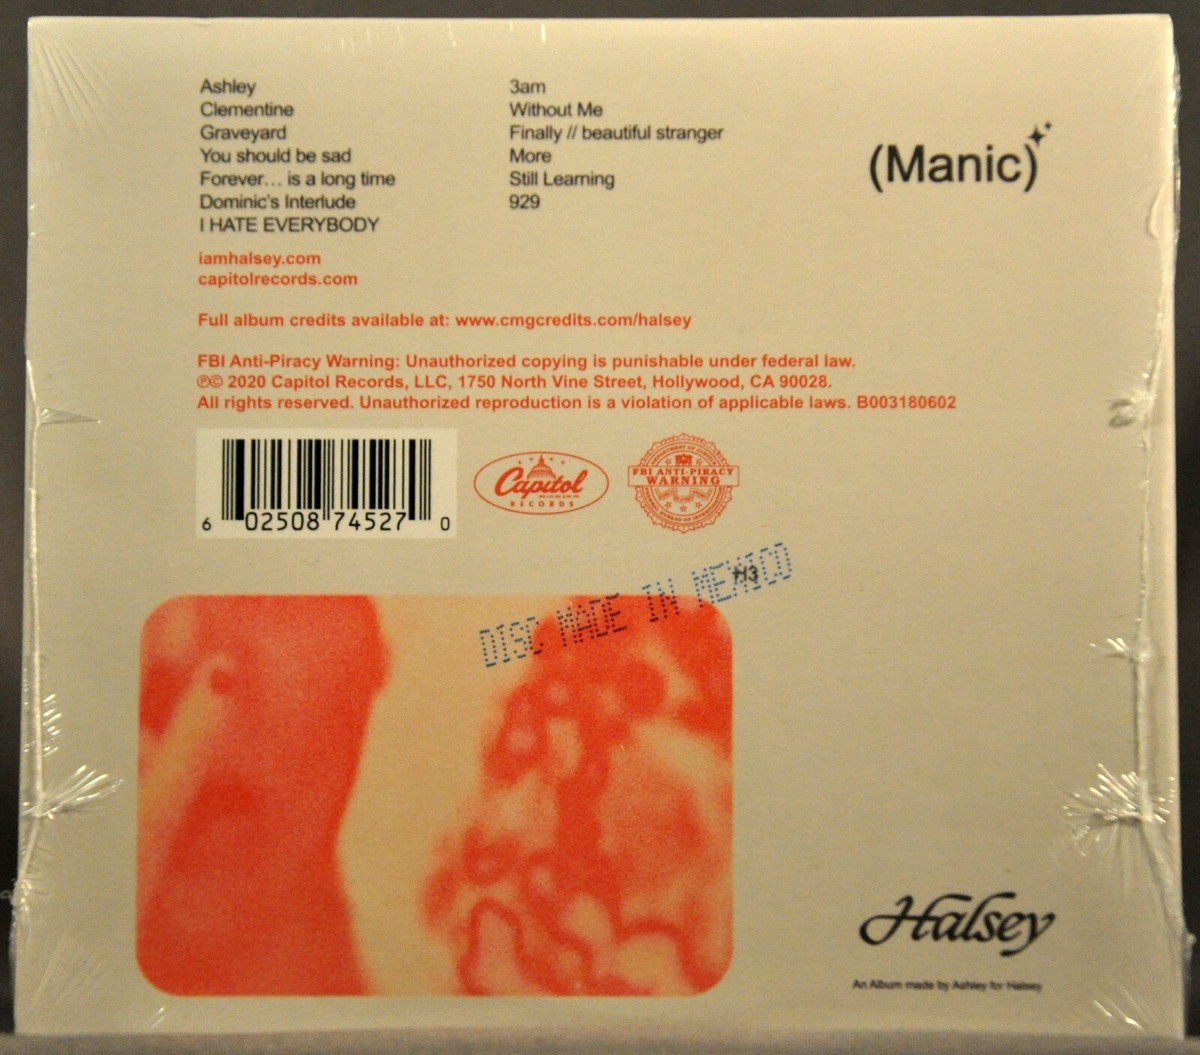 Ashley
Clementine
Graveyard
You should be sad
Forever... is a long time
Dominic's Interlude
I HATE EVERYBODY
3am
Without Me
Finally // beautiful stranger
More
Still Learning
929
(Manic)
iamhalsey.com
capitolrecords.com
Full album credits available at: www.cmgcredits.com/halsey
FBI Anti-Piracy Warning: Unauthorized copying is punishable under federal law.
℗© 2020 Capitol Records, LLC, 1750 North Vine Street, Hollywood, CA 90028.
All rights reserved. Unauthorized reproduction is a violation of applicable laws. B003180602
6 02508 74527 0
Capitol
RECORDS
FBI ANTI-PIRACY
WARNING
DISC MADE IN MEXICO
H3
Halsey
An Album made by Ashley for Halsey